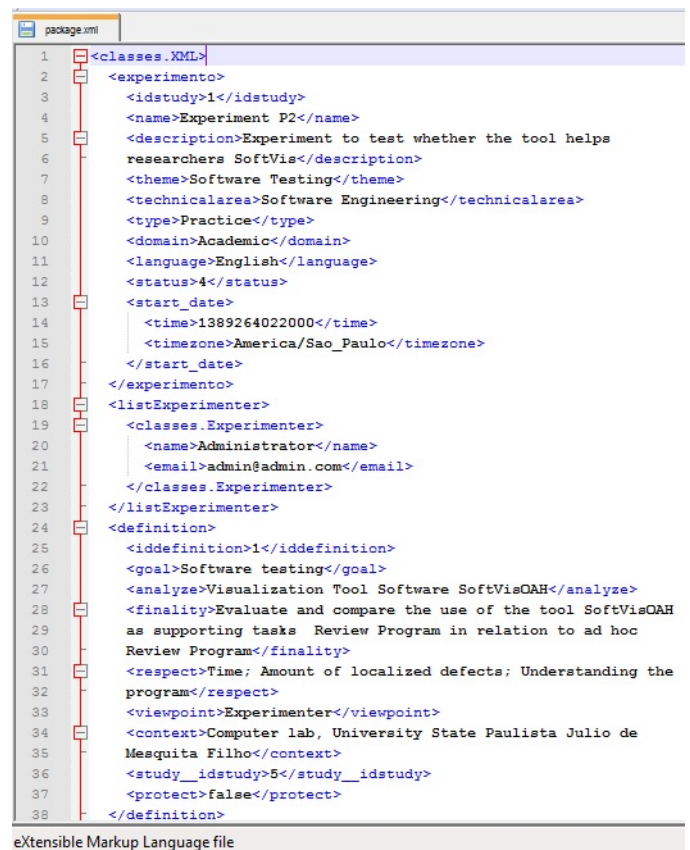 package.xml
1 <classes.XML>
2 <experimento>
3 <idstudy>1</idstudy>
4 <name>Experiment P2</name>
5 <description>Experiment to test whether the tool helps
6 researchers SoftVis</description>
7 <theme>Software Testing</theme>
8 <technicalarea>Software Engineering</technicalarea>
9 <type>Practice</type>
10 <domain>Academic</domain>
11 <language>English</language>
12 <status>4</status>
13 <start_date>
14 <time>1389264022000</time>
15 <timezone>America/Sao_Paulo</timezone>
16 </start_date>
17 </experimento>
18 <listExperimenter>
19 <classes.Experimenter>
20 <name>Administrator</name>
21 <email>admin@admin.com</email>
22 </classes.Experimenter>
23 </listExperimenter>
24 <definition>
25 <iddefinition>1</iddefinition>
26 <goal>Software testing</goal>
27 <analyze>Visualization Tool Software SoftVisOAH</analyze>
28 <finality>Evaluate and compare the use of the tool SoftVisOAH
29 as supporting tasks  Review Program in relation to ad hoc
30 Review Program</finality>
31 <respect>Time; Amount of localized defects; Understanding the
32 program</respect>
33 <viewpoint>Experimenter</viewpoint>
34 <context>Computer lab, University State Paulista Julio de
35 Mesquita Filho</context>
36 <study__idstudy>5</study__idstudy>
37 <protect>false</protect>
38 </definition>
eXtensible Markup Language file